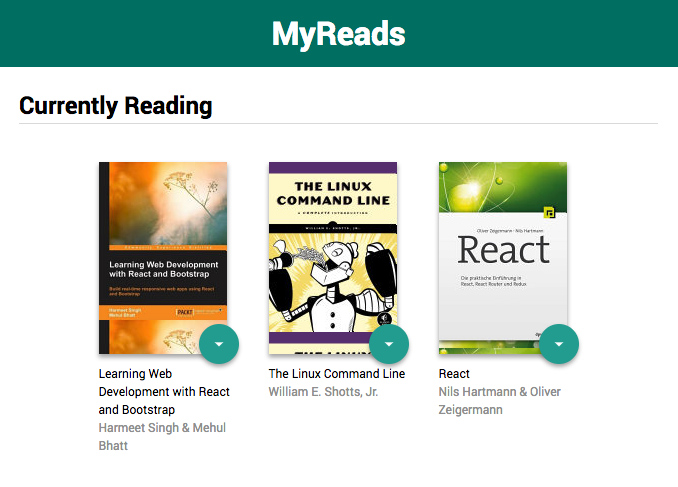 MyReads
Currently Reading
Community Experience Distilled
Learning Web Development
with React and Bootstrap
Build real-time responsive web apps using React
and Bootstrap
Harmeet Singh
Mehul Bhatt
PACKT
THE LINUX
COMMAND LINE
A COMPLETE INTRODUCTION
WILLIAM E. SHOTTS, JR.
THE LINUX
Oliver Zeigermann · Nils Hartmann
React
Die praktische Einführung in
React, React Router und Redux
Learning Web
Development with React
and Bootstrap
Harmeet Singh & Mehul
Bhatt
The Linux Command Line
William E. Shotts, Jr.
React
Nils Hartmann & Oliver
Zeigermann